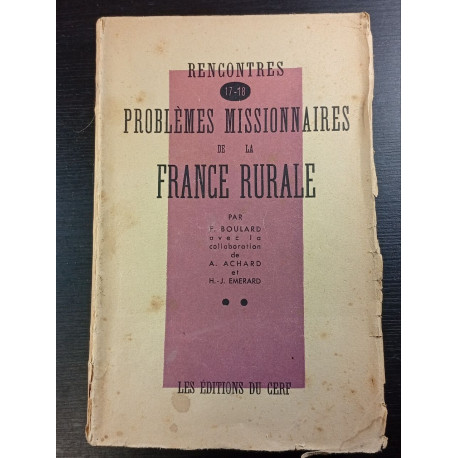 RENCONTRES
17-18
PROBLÈMES MISSIONNAIRES
DE LA
FRANCE RURALE
PAR
F. BOULARD
avec la
collaboration
de
A. ACHARD
et
H.-J. EMERARD
LES ÉDITIONS DU CERF